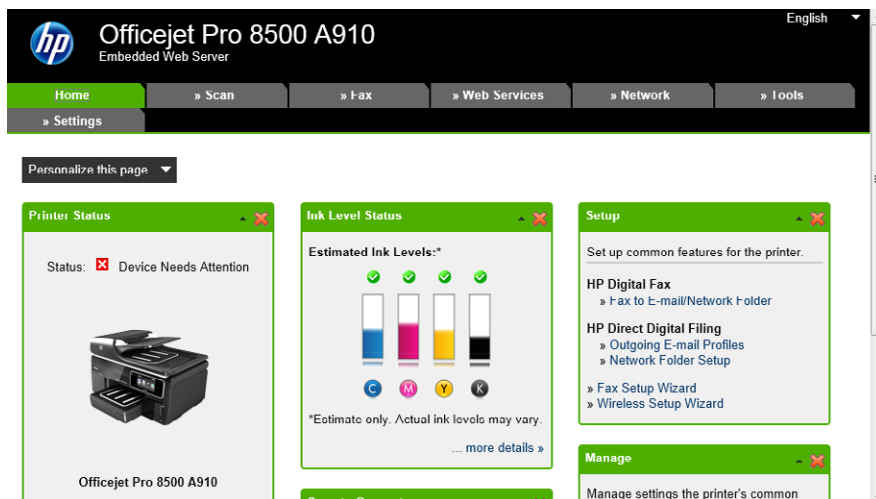 hp
Officejet Pro 8500 A910
Embedded Web Server
English
Home
» Scan
» Fax
» Web Services
» Network
» Tools
» Settings
Personalize this page
Printer Status
Status: Device Needs Attention
Officejet Pro 8500 A910
Ink Level Status
Estimated Ink Levels:*
C M Y K
*Estimate only. Actual ink levels may vary.
... more details »
Setup
Set up common features for the printer.
HP Digital Fax
» Fax to E-mail/Network Folder
HP Direct Digital Filing
» Outgoing E-mail Profiles
» Network Folder Setup
» Fax Setup Wizard
» Wireless Setup Wizard
Manage
Manage settings the printer's common